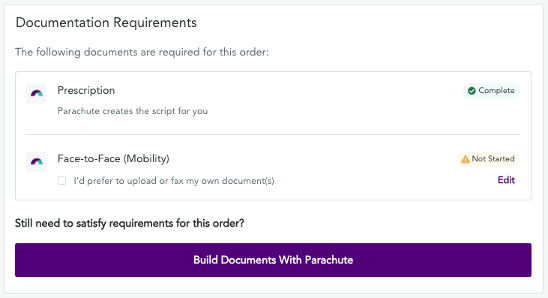 Documentation Requirements
The following documents are required for this order:
Prescription
Complete
Parachute creates the script for you
Face-to-Face (Mobility)
Not Started
I'd prefer to upload or fax my own document(s)
Edit
Still need to satisfy requirements for this order?
Build Documents With Parachute